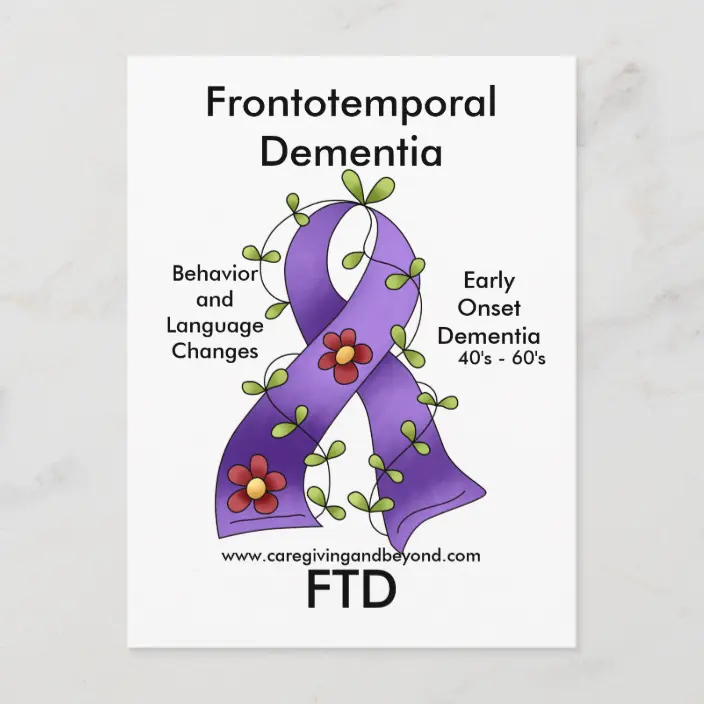 Frontotemporal
Dementia
Behavior
and
Language
Changes
Early
Onset
Dementia
40's - 60's
www.caregivingandbeyond.com
FTD